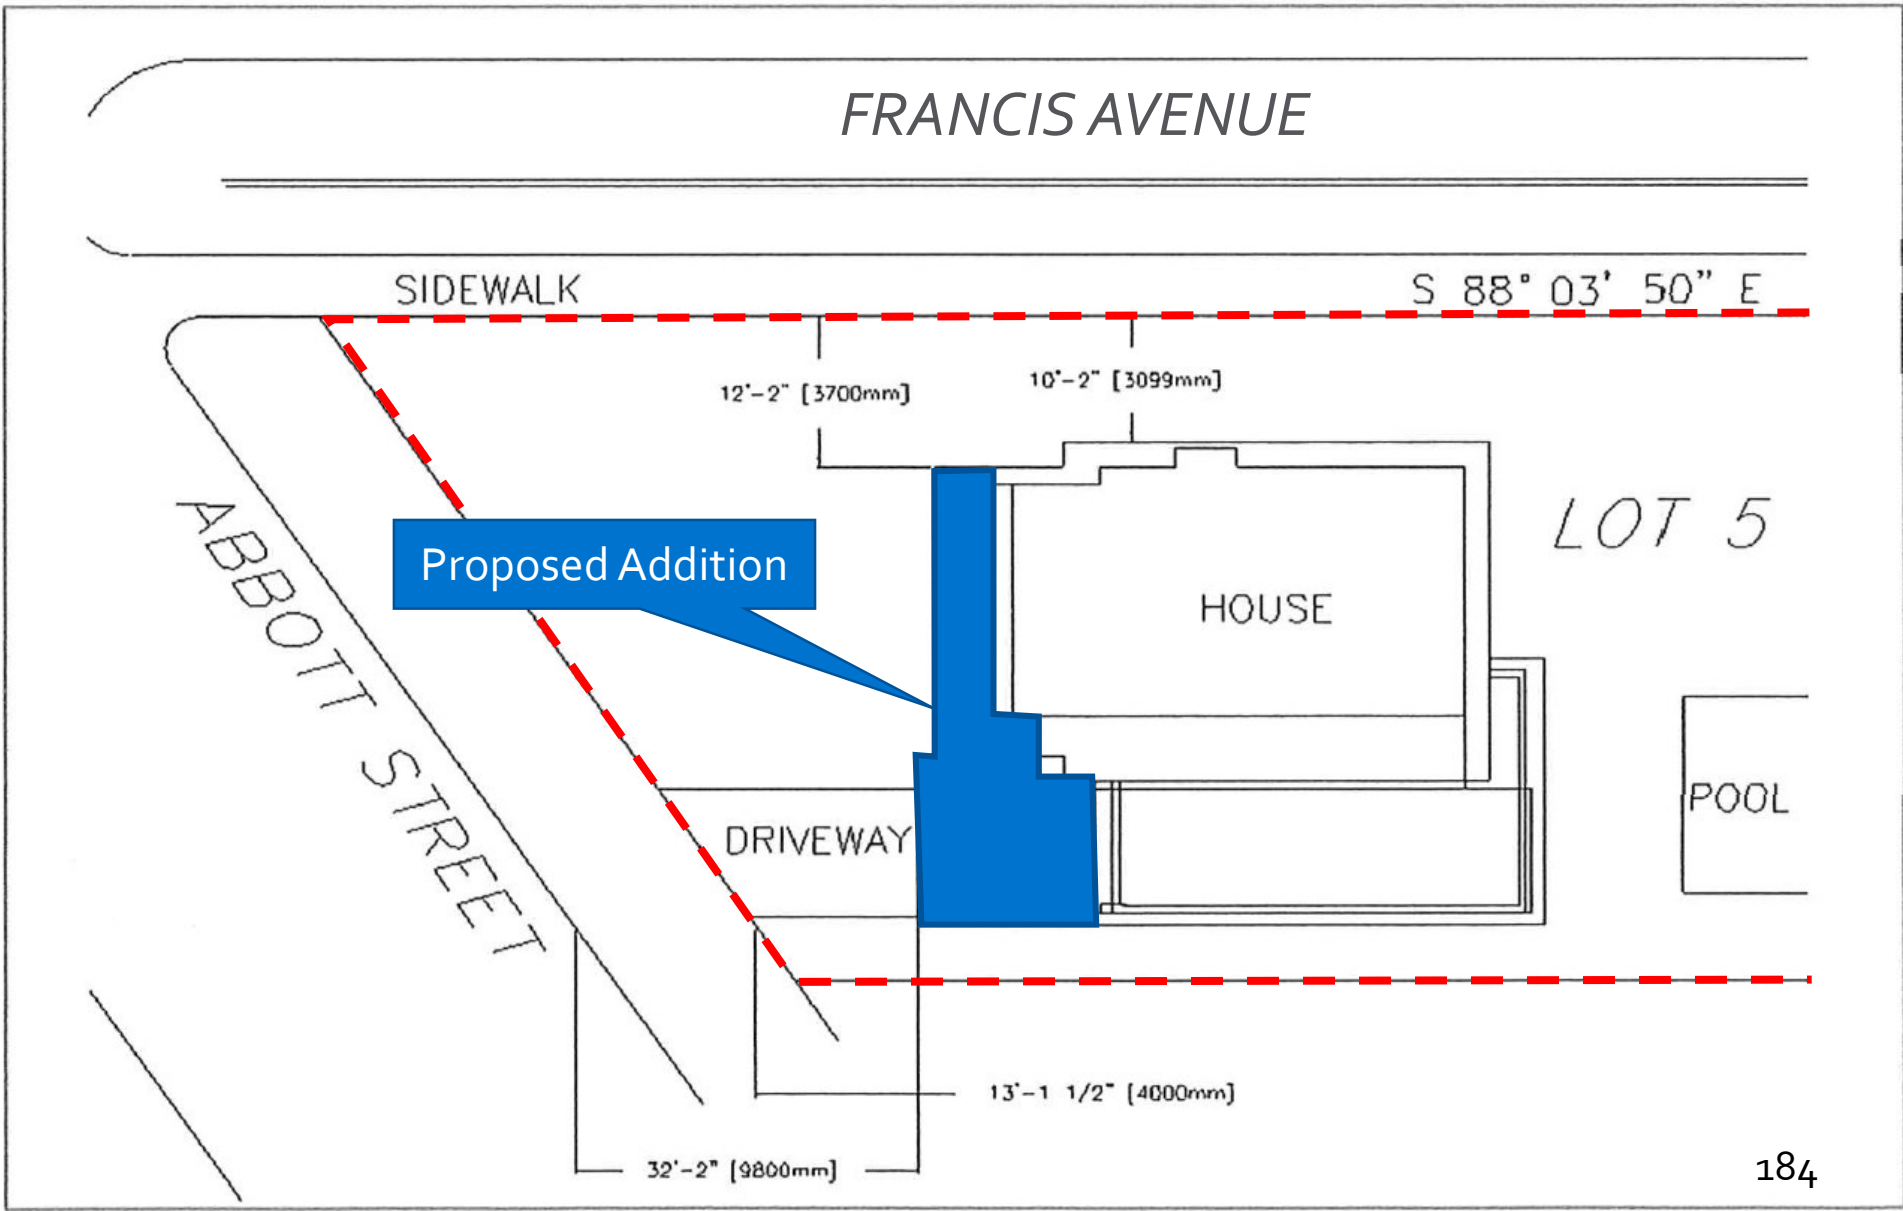 FRANCIS AVENUE
SIDEWALK
S 88° 03' 50" E
12'-2" [3700mm]
10'-2" [3099mm]
ABBOTT STREET
Proposed Addition
LOT 5
HOUSE
POOL
DRIVEWAY
13'-1 1/2" [4000mm]
32'-2" [9800mm]
184